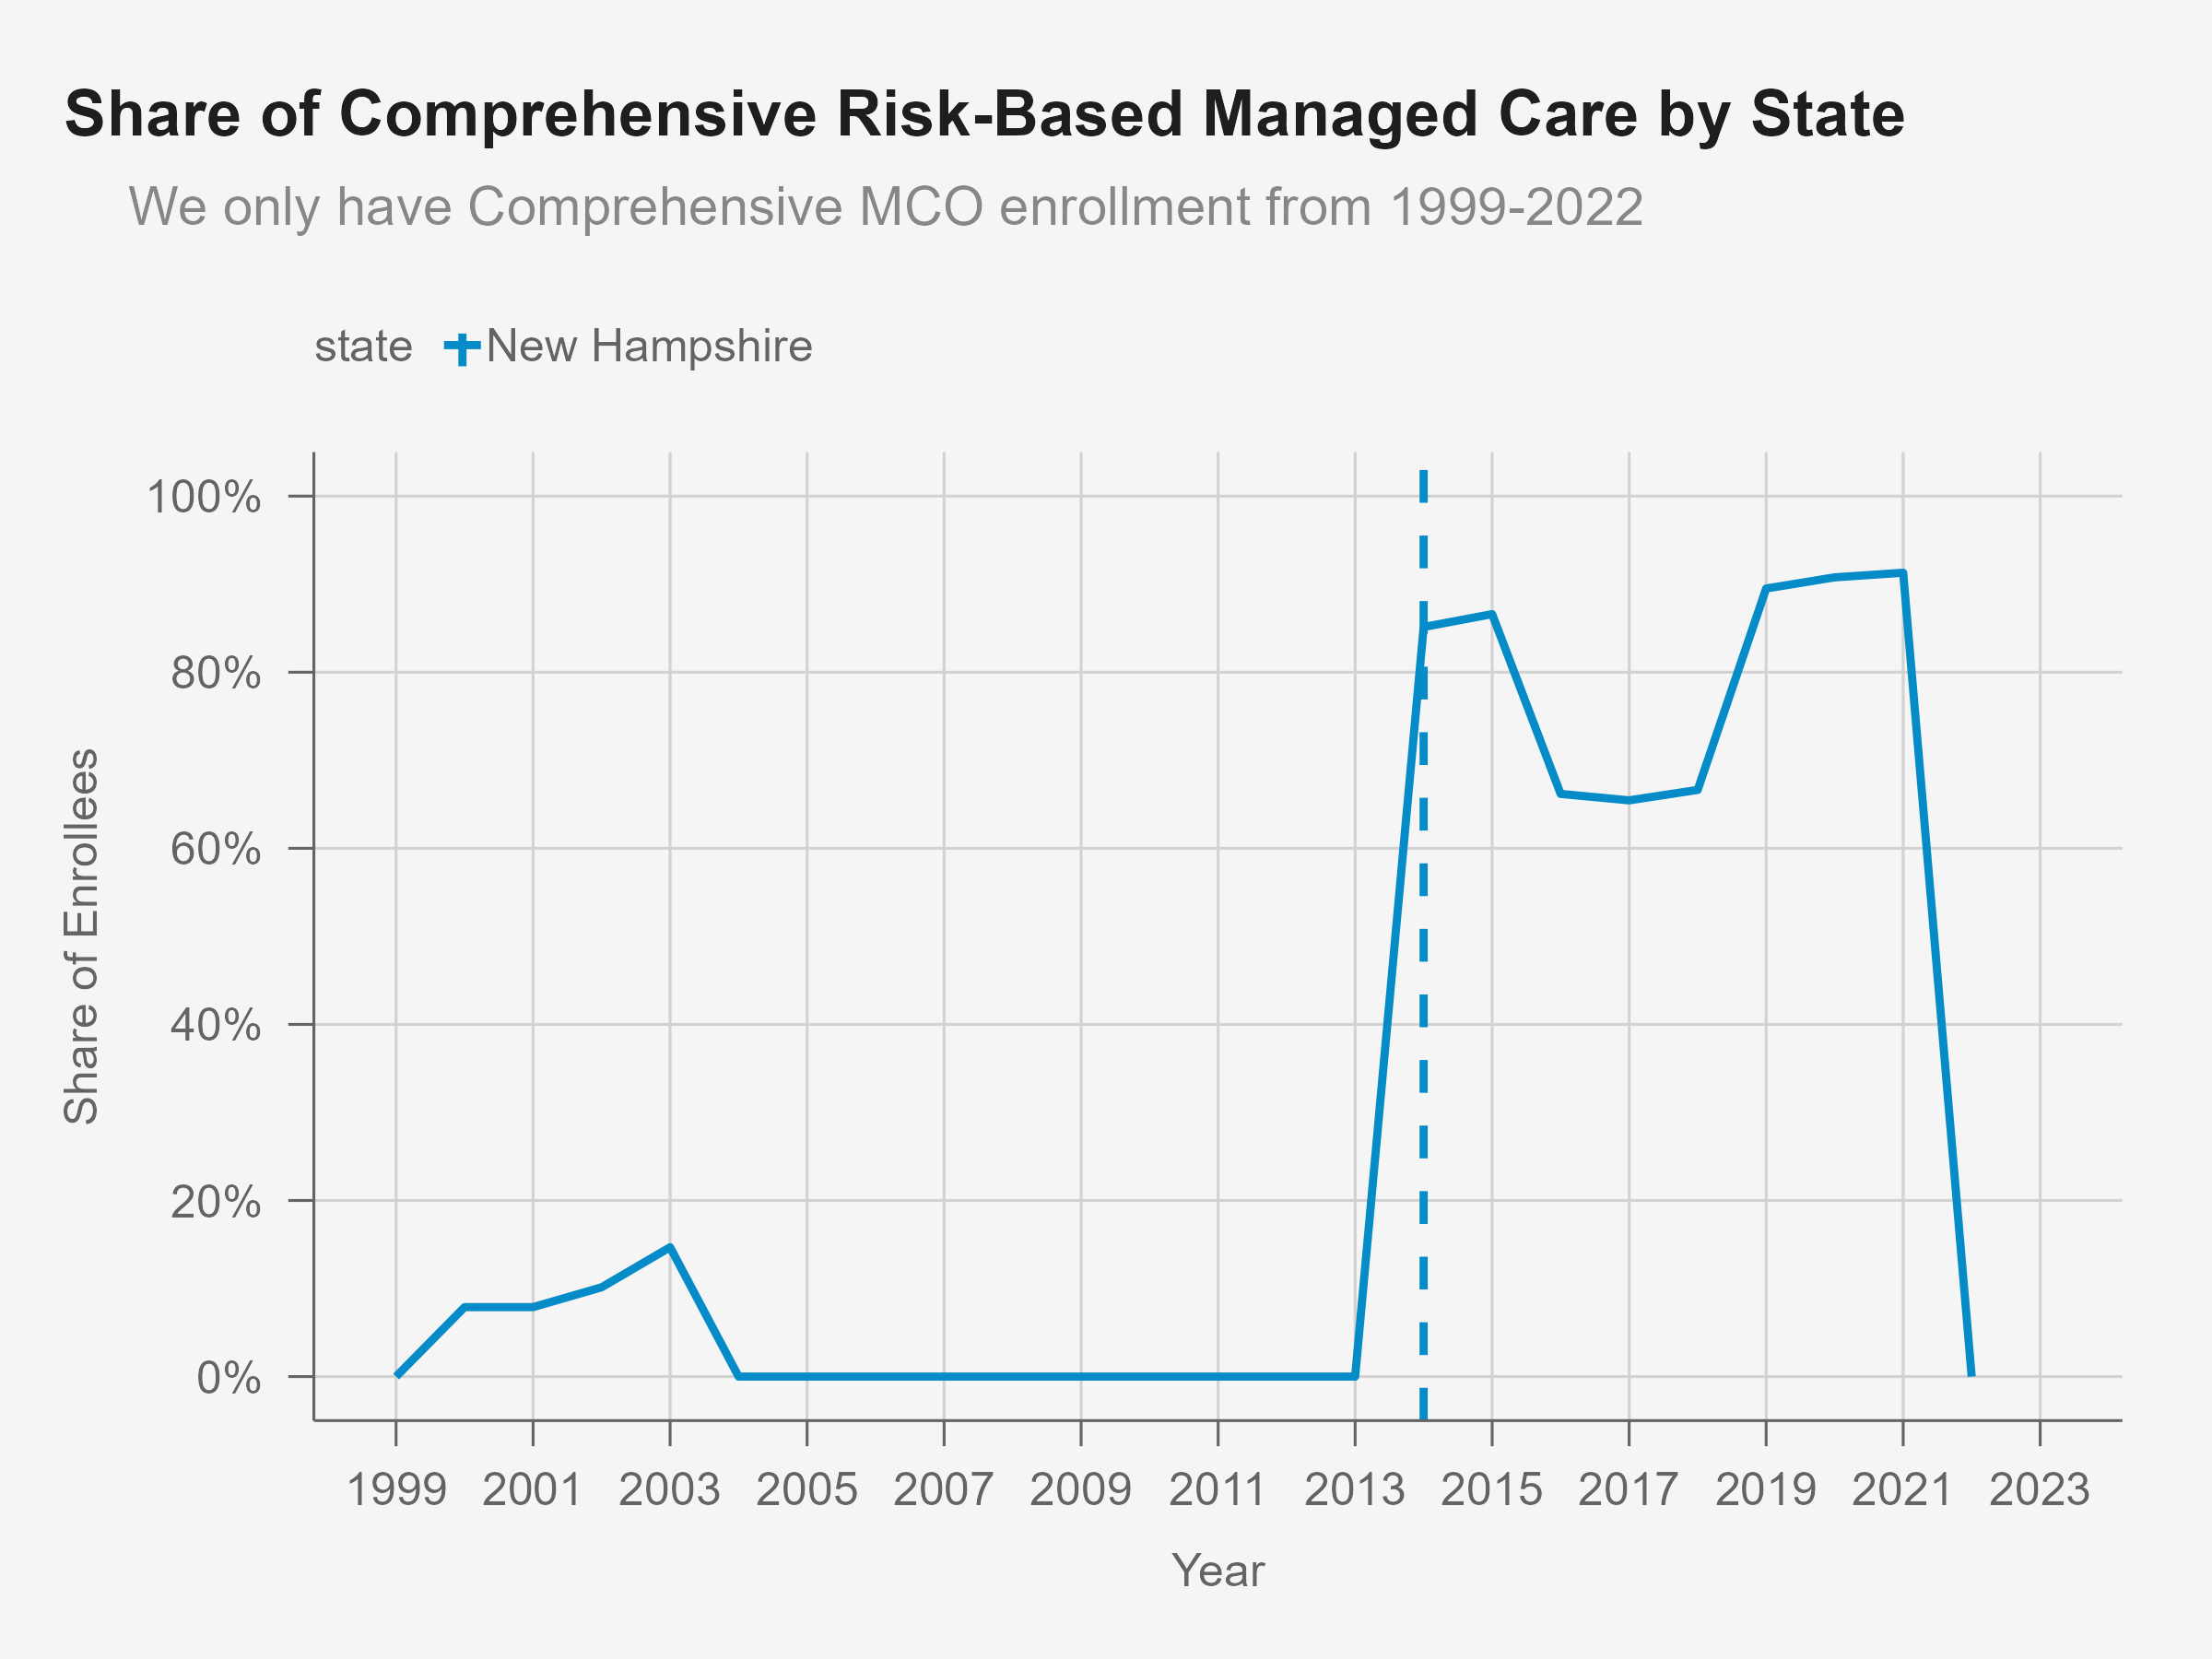 Share of Comprehensive Risk-Based Managed Care by State
We only have Comprehensive MCO enrollment from 1999-2022
state New Hampshire
100%
80%
60%
40%
20%
0%
Share of Enrollees
1999 2001 2003 2005 2007 2009 2011 2013 2015 2017 2019 2021 2023
Year